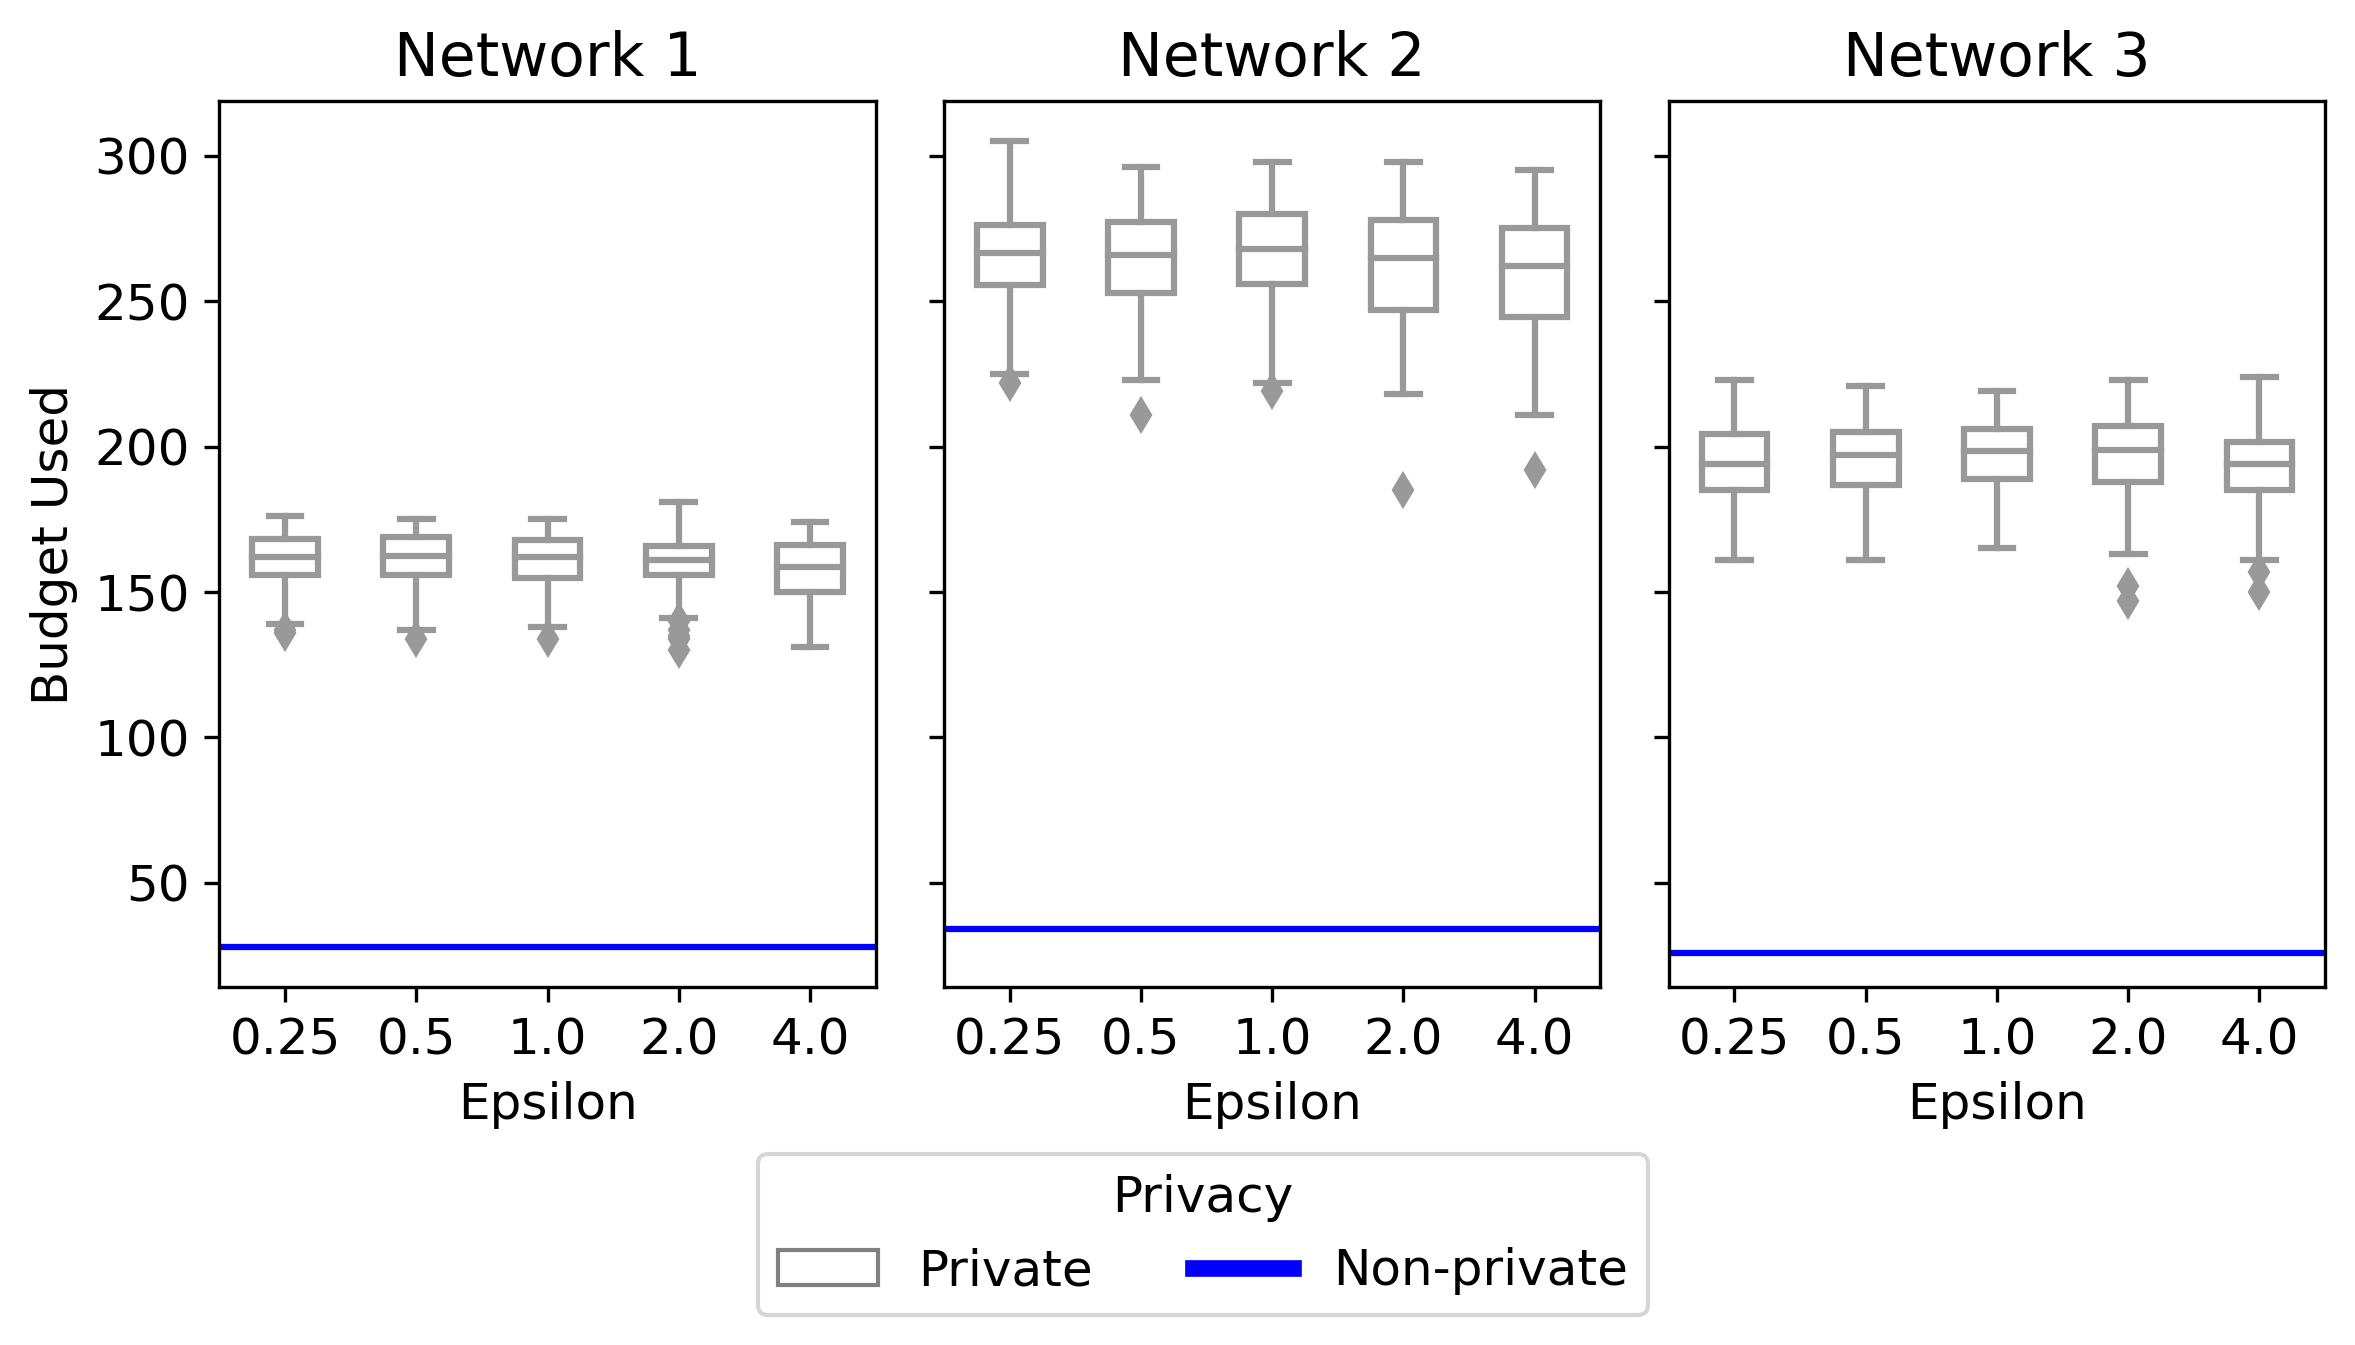 Network 1 Network 2 Network 3
300
250
200
150
100
50
Budget Used
0.25 0.5 1.0 2.0 4.0 0.25 0.5 1.0 2.0 4.0 0.25 0.5 1.0 2.0 4.0
Epsilon Epsilon Epsilon
Privacy
Private Non-private